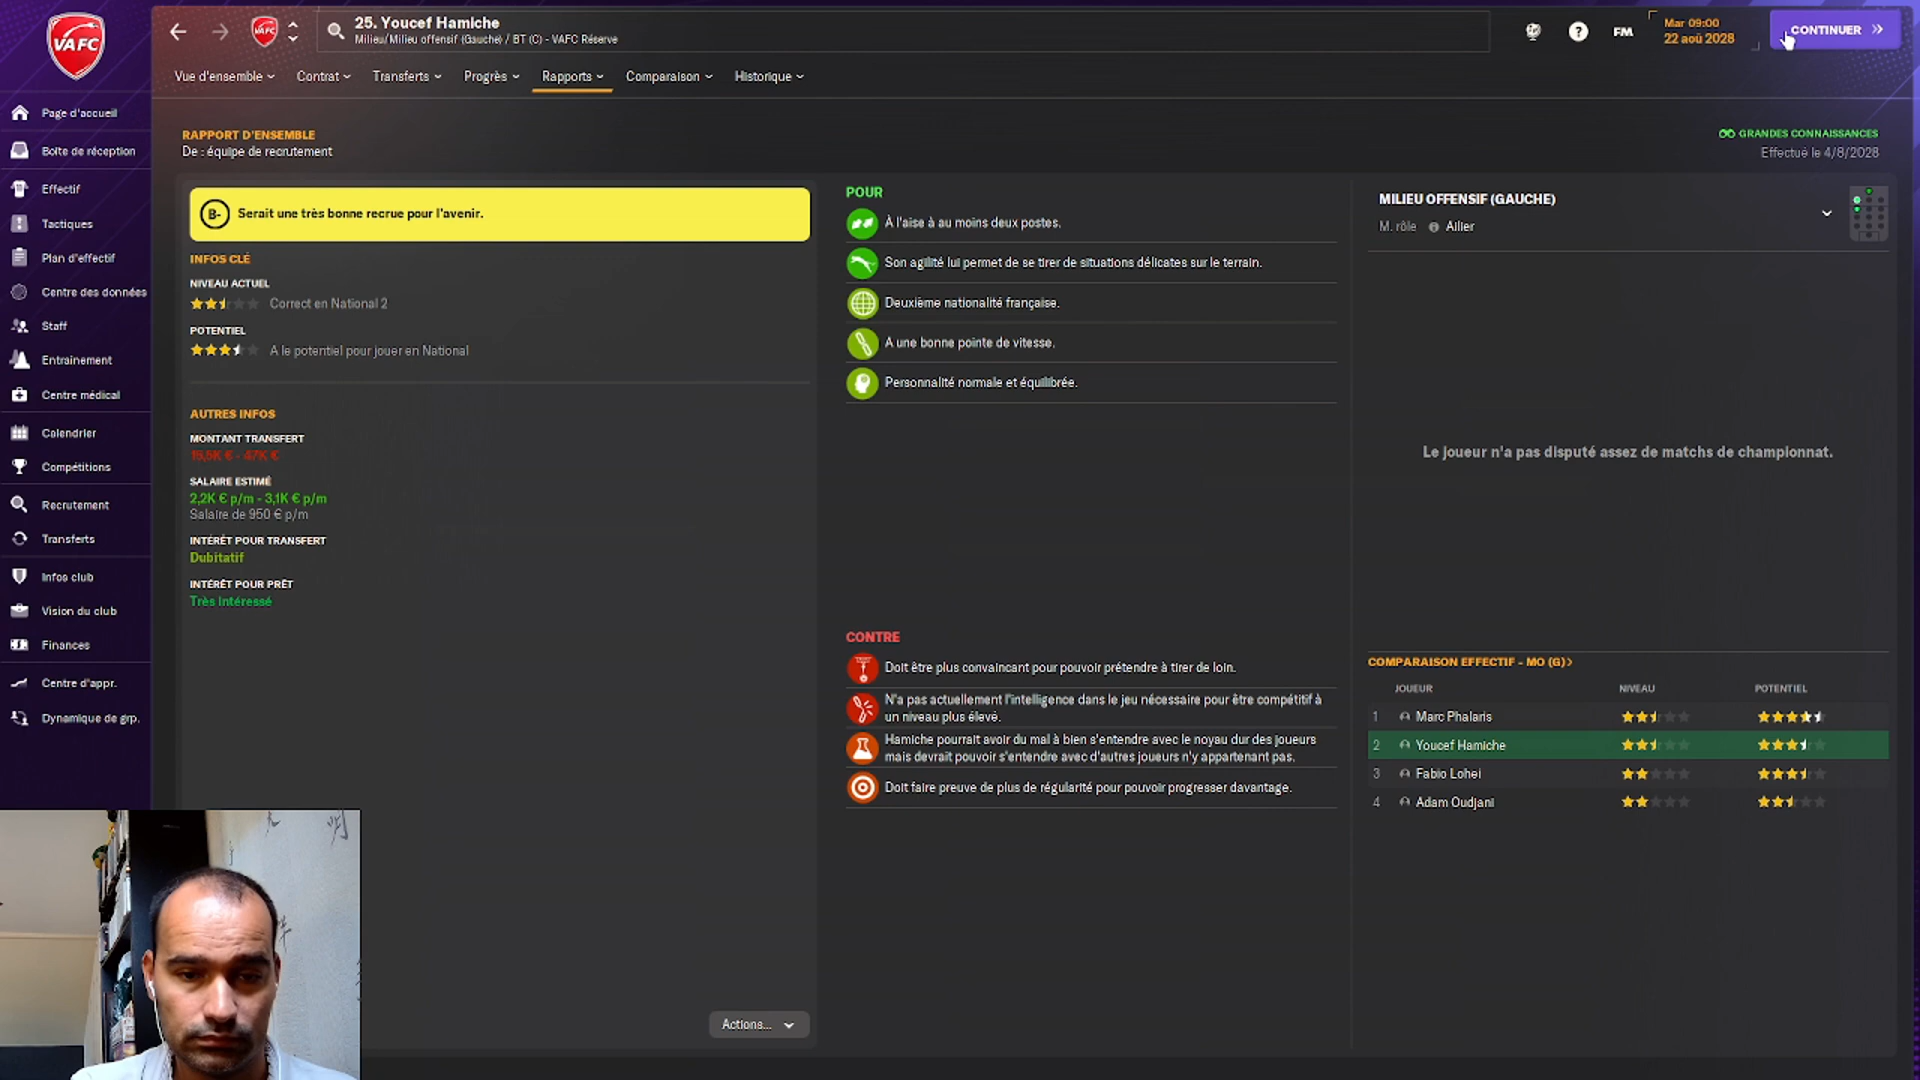 VAFC
25. Youcef Hamiche
Milieu/Milieu offensif (Gauche) / BT (C) - VAFC Réserve
FM
Mar 09:00
22 aoû 2028
CONTINUER
Vue d'ensemble
Contrat
Transferts
Progrès
Rapports
Comparaison
Historique
Page d'accueil
Boîte de réception
Effectif
Tactiques
Plan d'effectif
Centre des données
Staff
Entraînement
Centre médical
Calendrier
Compétitions
Recrutement
Transferts
Infos club
Vision du club
Finances
Centre d'appr.
Dynamique de grp.
RAPPORT D'ENSEMBLE
De : équipe de recrutement
GRANDES CONNAISSANCES
Effectué le 4/8/2028
B-
Serait une très bonne recrue pour l'avenir.
INFOS CLÉ
NIVEAU ACTUEL
Correct en National 2
POTENTIEL
A le potentiel pour jouer en National
AUTRES INFOS
MONTANT TRANSFERT
15,5K € - 47K €
SALAIRE ESTIMÉ
2,2K € p/m - 3,1K € p/m
Salaire de 950 € p/m
INTÉRÊT POUR TRANSFERT
Dubitatif
INTÉRÊT POUR PRÊT
Très intéressé
Actions...
POUR
À l'aise à au moins deux postes.
Son agilité lui permet de se tirer de situations délicates sur le terrain.
Deuxième nationalité française.
A une bonne pointe de vitesse.
Personnalité normale et équilibrée.
CONTRE
Doit être plus convaincant pour pouvoir prétendre à tirer de loin.
N'a pas actuellement l'intelligence dans le jeu nécessaire pour être compétitif à
un niveau plus élevé.
Hamiche pourrait avoir du mal à bien s'entendre avec le noyau dur des joueurs
mais devrait pouvoir s'entendre avec d'autres joueurs n'y appartenant pas.
Doit faire preuve de plus de régularité pour pouvoir progresser davantage.
MILIEU OFFENSIF (GAUCHE)
M. rôle Ailier
Le joueur n'a pas disputé assez de matchs de championnat.
COMPARAISON EFFECTIF - MO (G)>
JOUEUR NIVEAU POTENTIEL
1 Marc Phalaris
2 Youcef Hamiche
3 Fabio Lohei
4 Adam Oudjani